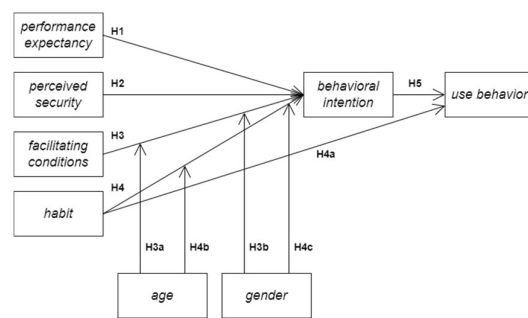 performance
expectancy
H1
perceived
security
H2
behavioral
intention
H5
use behavior
facilitating
conditions
H3
H4a
H4
habit
H3a
H4b
H3b
H4c
age
gender